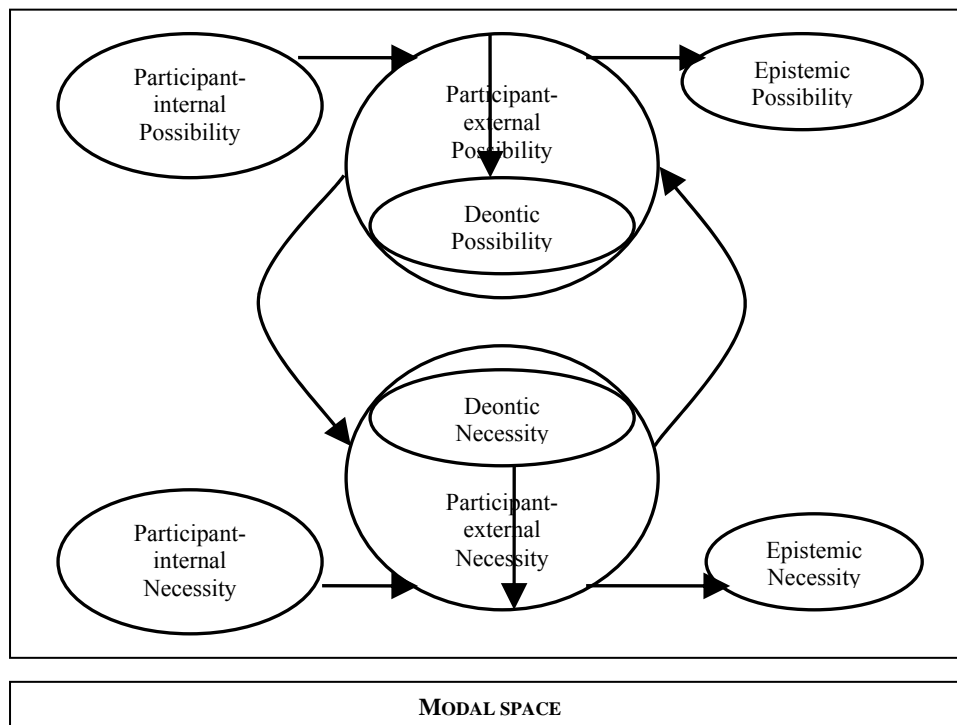 Participant-
internal
Possibility
Participant-
external
Possibility
Epistemic
Possibility
Deontic
Possibility
Deontic
Necessity
Participant-
internal
Necessity
Participant-
external
Necessity
Epistemic
Necessity
MODAL SPACE